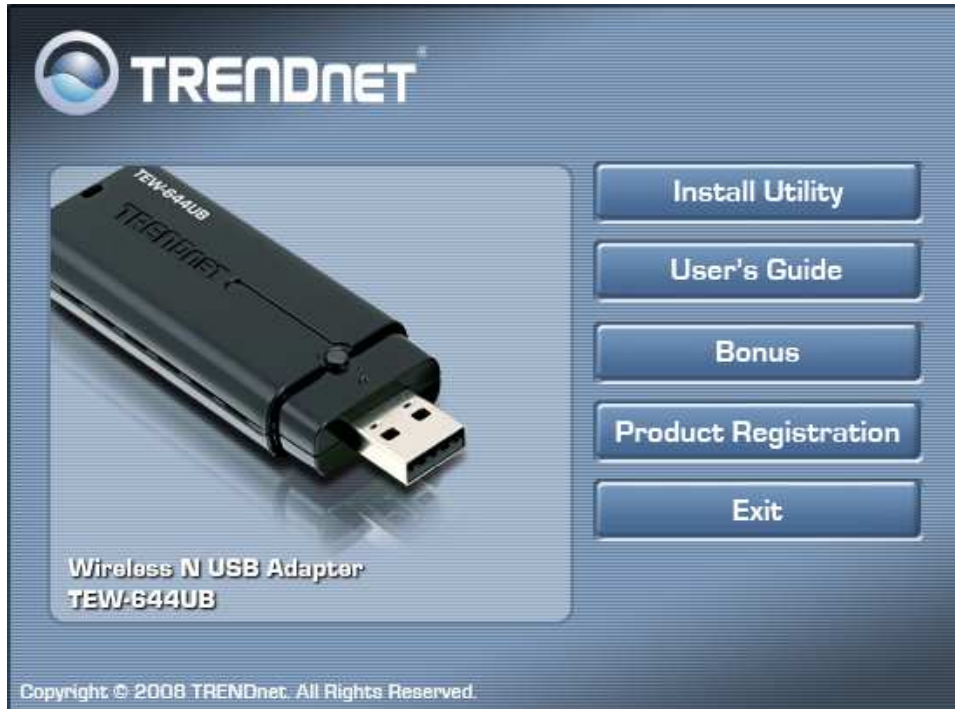 TRENDNET®
TEW-644UB
TRENDNET
Install Utility
User's Guide
Bonus
Product Registration
Exit
Wireless N USB Adapter
TEW-644UB
Copyright © 2008 TRENDnet. All Rights Reserved.